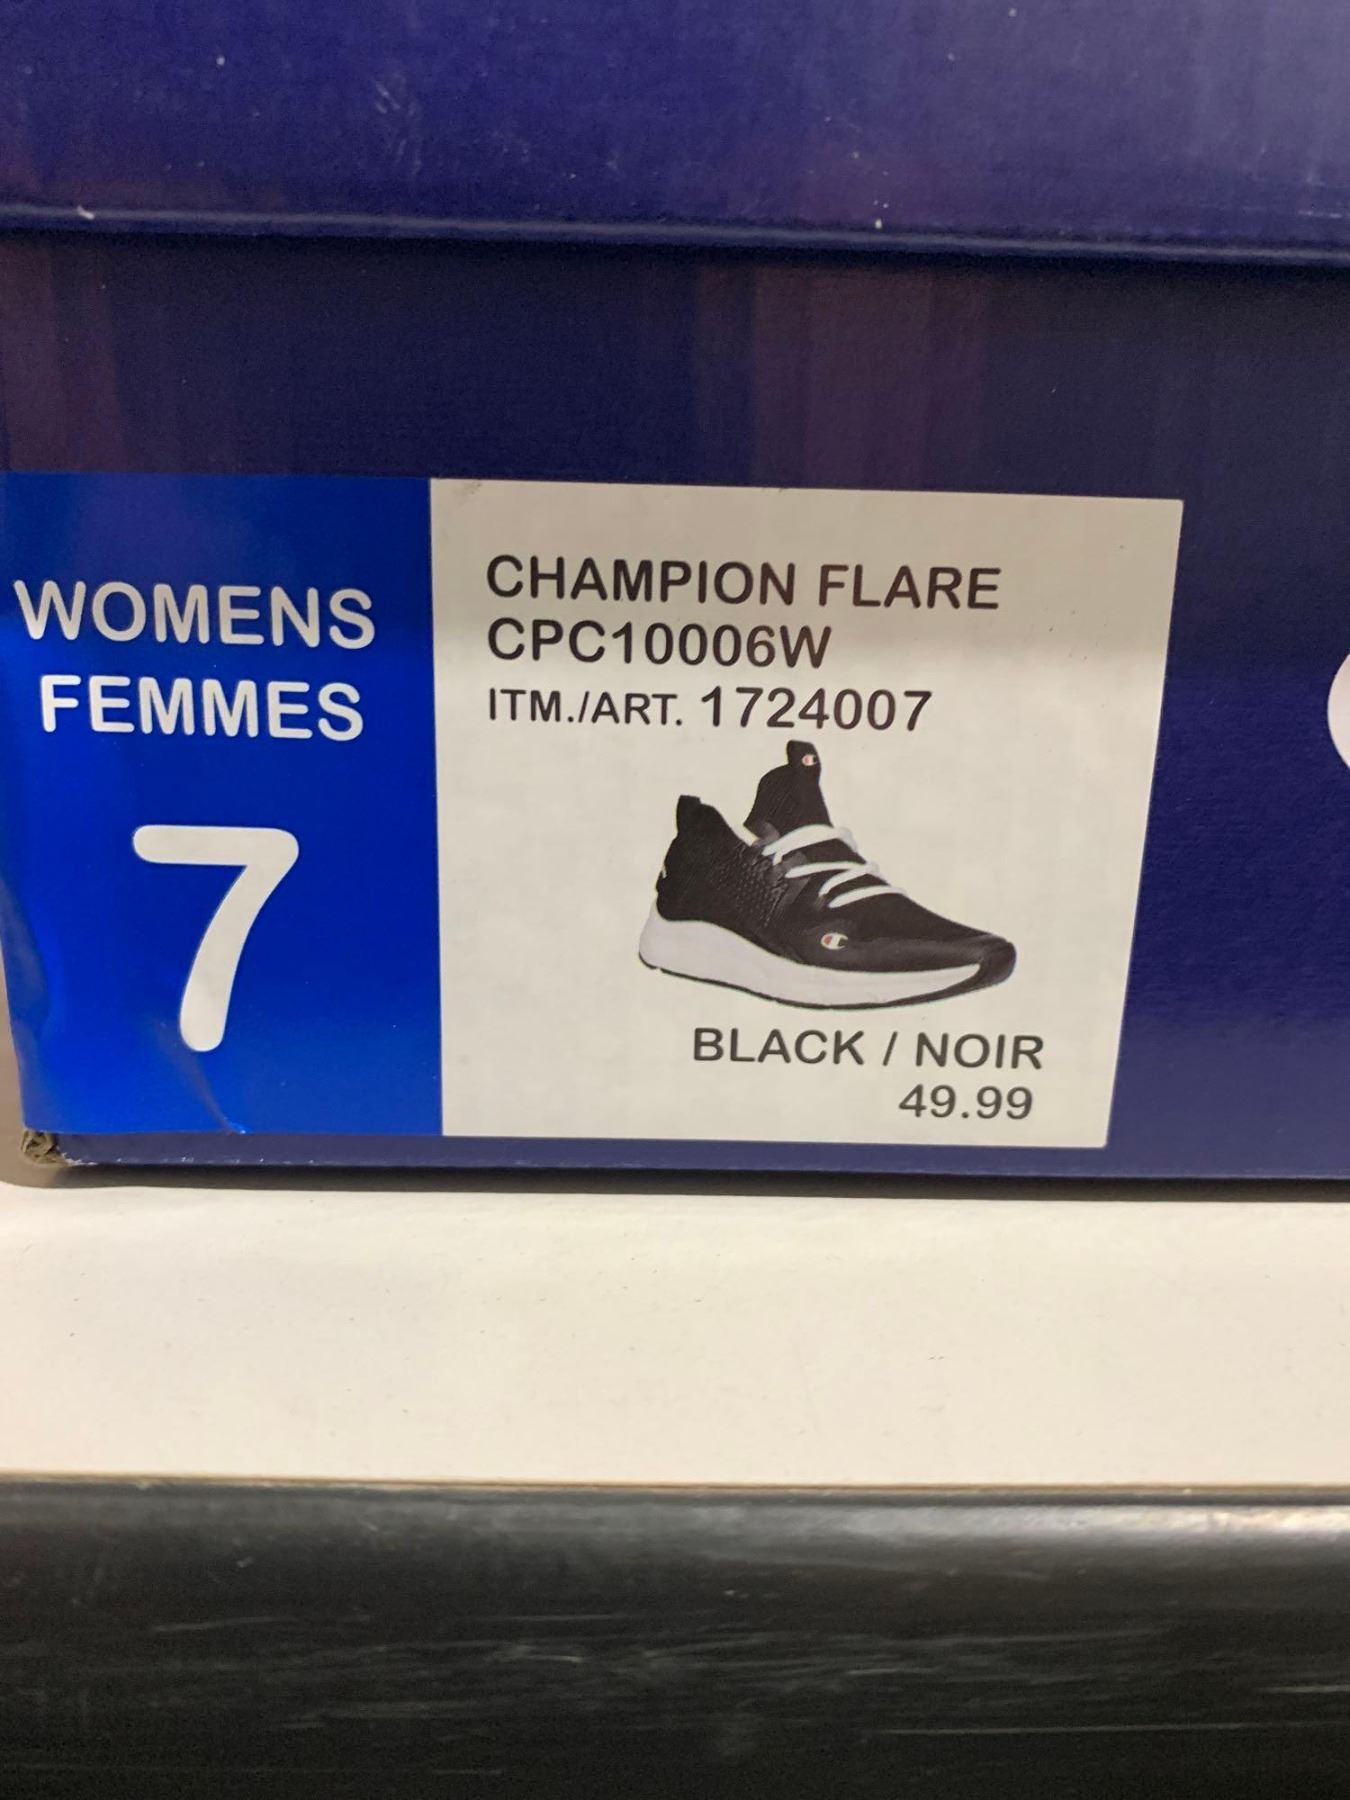 WOMENS
FEMMES
7
CHAMPION FLARE
CPC10006W
ITM./ART. 1724007
BLACK / NOIR
49.99